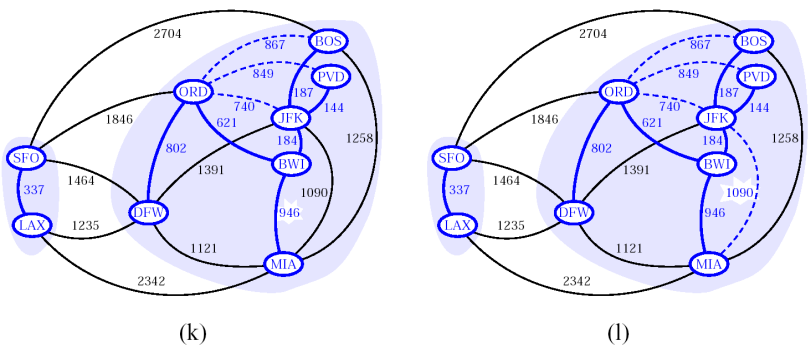 2704
BOS
867
849
PVD
ORD
187
144
740
JFK
1846
621
1258
184
SFO
802
1391
BWI
1464
337
1090
946
DFW
LAX
1235
1121
MIA
2342
(k)
2704
BOS
867
849
PVD
ORD
187
144
740
JFK
1846
621
1258
184
SFO
802
1391
BWI
1464
337
1090
946
DFW
LAX
1235
1121
MIA
2342
(l)